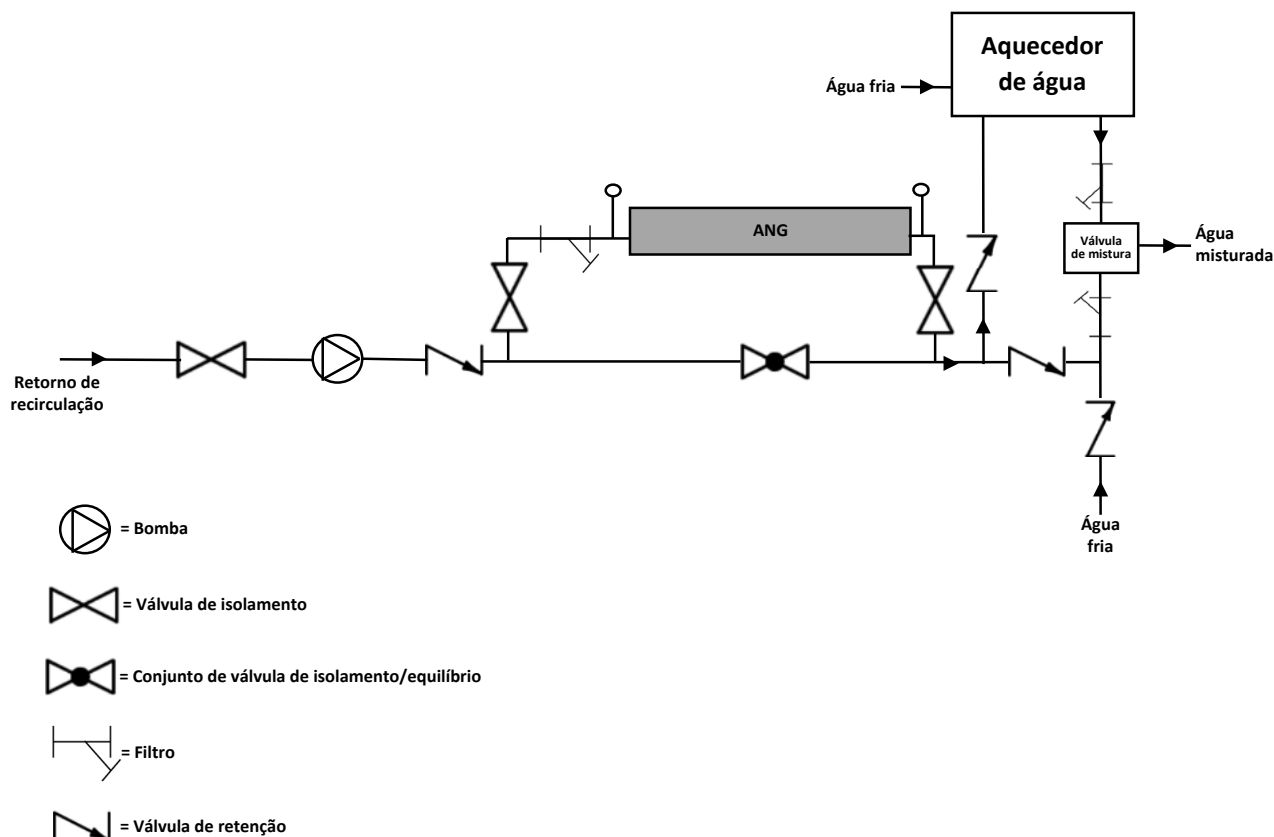 Aquecedor
de água
Água fria
ANG
Válvula
de mistura
Água
misturada
Retorno de
recirculação
Água
fria
= Bomba
= Válvula de isolamento
= Conjunto de válvula de isolamento/equilíbrio
= Filtro
= Válvula de retenção